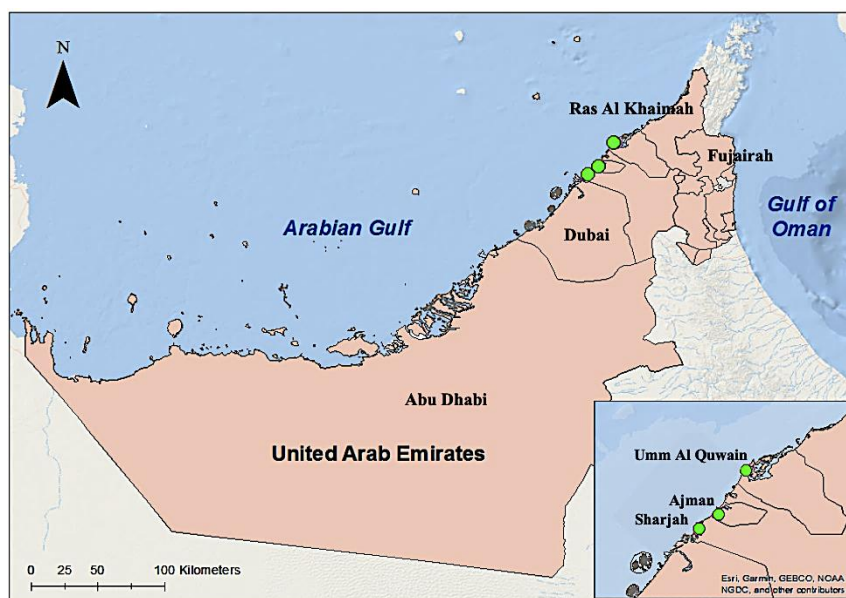 N
Ras Al Khaimah
Fujairah
Arabian Gulf
Gulf of
Oman
Dubai
Abu Dhabi
United Arab Emirates
Umm Al Quwain
Ajman
Sharjah
0 25 50 100 Kilometers
Esri, Garmin, GEBCO, NOAA
NGDC, and other contributors